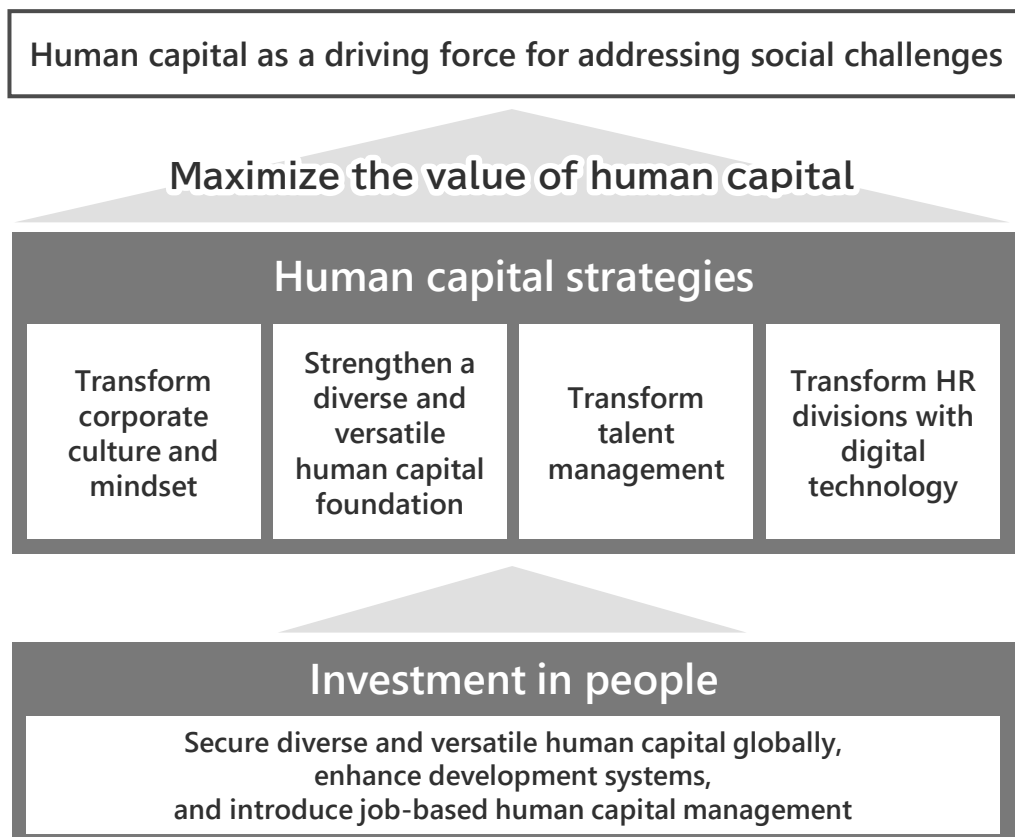 Human capital as a driving force for addressing social challenges
Maximize the value of human capital
Human capital strategies
Transform
corporate
culture and
mindset
Strengthen a
diverse and
versatile
human capital
foundation
Transform
talent
management
Transform HR
divisions with
digital
technology
Investment in people
Secure diverse and versatile human capital globally,
enhance development systems,
and introduce job-based human capital management